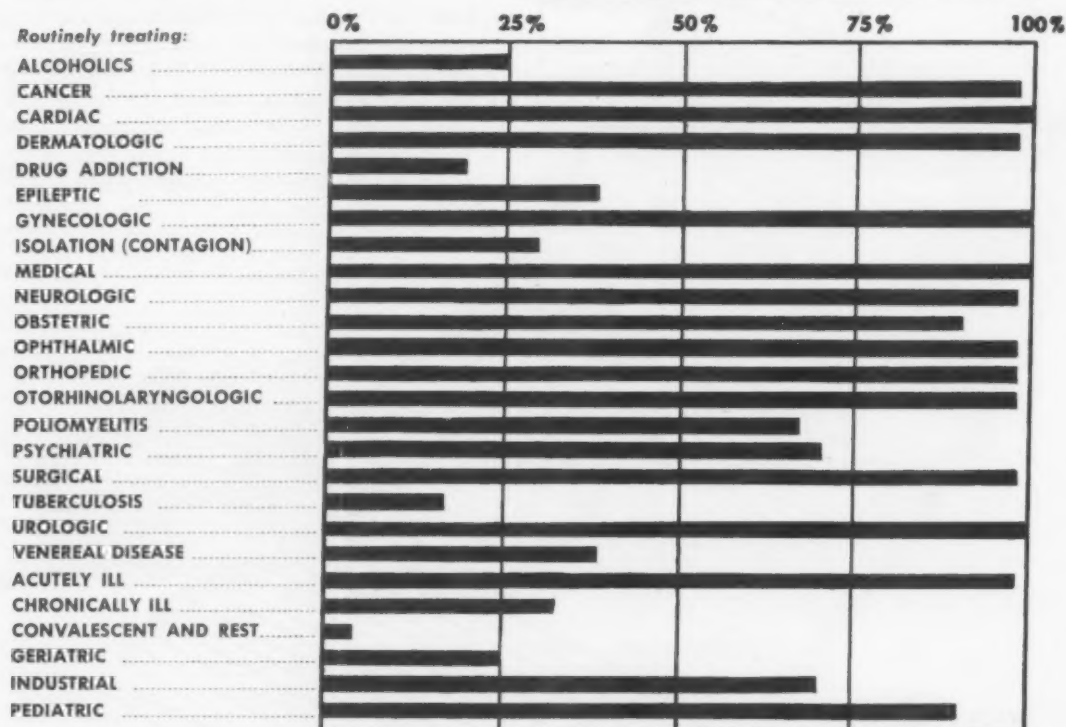 0% 25% 50% 75% 100%
Routinely treating:
ALCOHOLICS
CANCER
CARDIAC
DERMATOLOGIC
DRUG ADDICTION
EPILEPTIC
GYNECOLOGIC
ISOLATION (CONTAGION)
MEDICAL
NEUROLOGIC
OBSTETRIC
OPHTHALMIC
ORTHOPEDIC
OTORHINOLARYNGOLOGIC
POLIOMYELITIS
PSYCHIATRIC
SURGICAL
TUBERCULOSIS
UROLOGIC
VENEREAL DISEASE
ACUTELY ILL
CHRONICALLY ILL
CONVALESCENT AND REST
GERIATRIC
INDUSTRIAL
PEDIATRIC